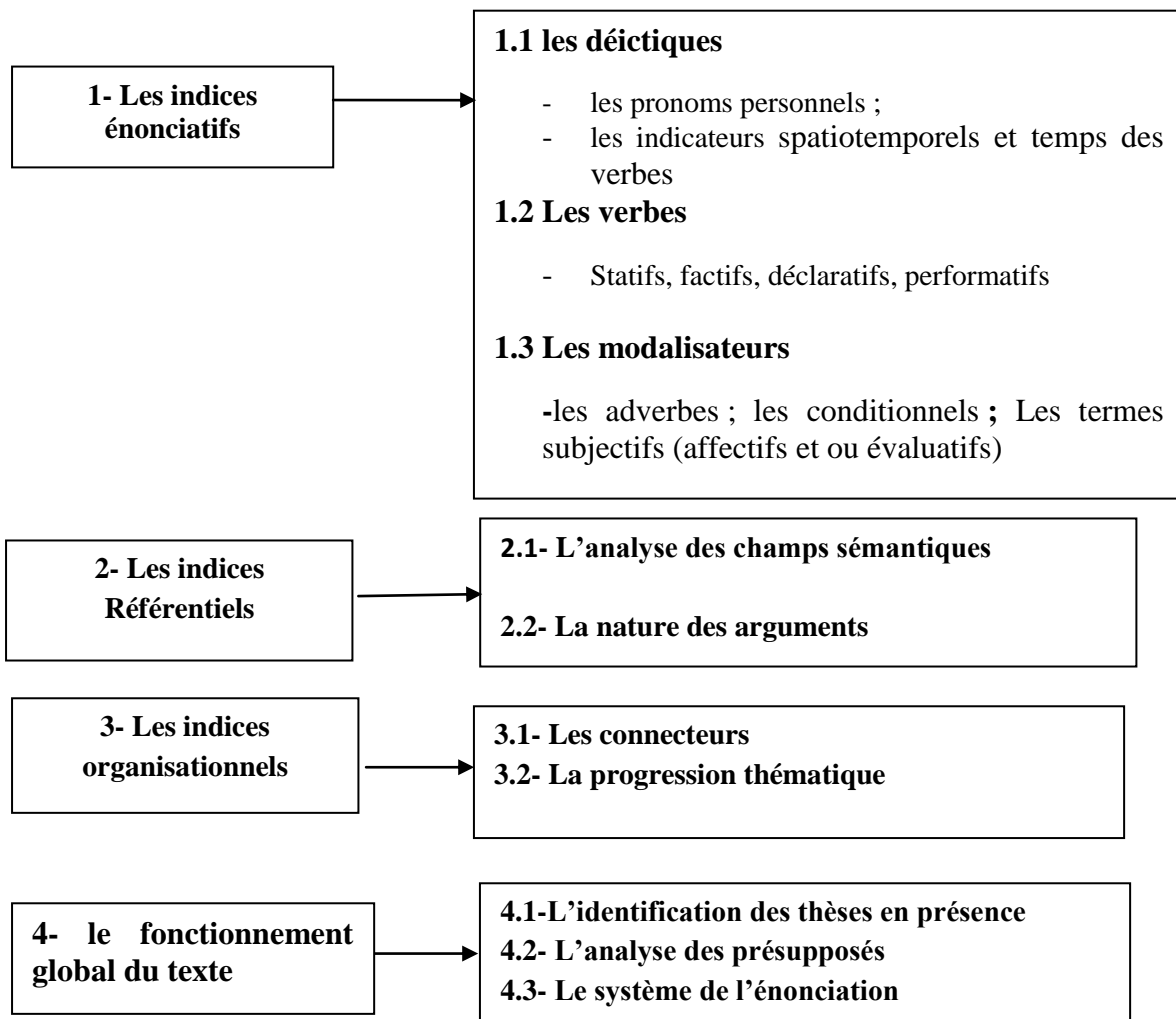 1- Les indices
énonciatifs
1.1 les déictiques
- les pronoms personnels ;
- les indicateurs spatiotemporels et temps des
verbes
1.2 Les verbes
- Statifs, factifs, déclaratifs, performatifs
1.3 Les modalisateurs
-les adverbes ; les conditionnels ; Les termes
subjectifs (affectifs et ou évaluatifs)
2- Les indices
Référentiels
2.1- L’analyse des champs sémantiques
2.2- La nature des arguments
3- Les indices
organisationnels
3.1- Les connecteurs
3.2- La progression thématique
4- le fonctionnement
global du texte
4.1-L’identification des thèses en présence
4.2- L’analyse des présupposés
4.3- Le système de l’énonciation